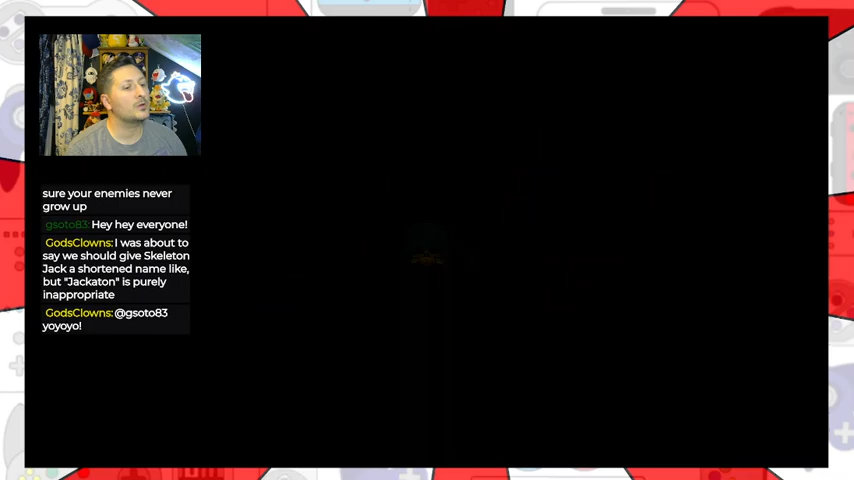 sure your enemies never
grow up
gsoto83: Hey hey everyone!
GodsClowns: I was about to
say we should give Skeleton
Jack a shortened name like,
but "Jackaton" is purely
inappropriate
GodsClowns: @gsoto83
yoyoyo!